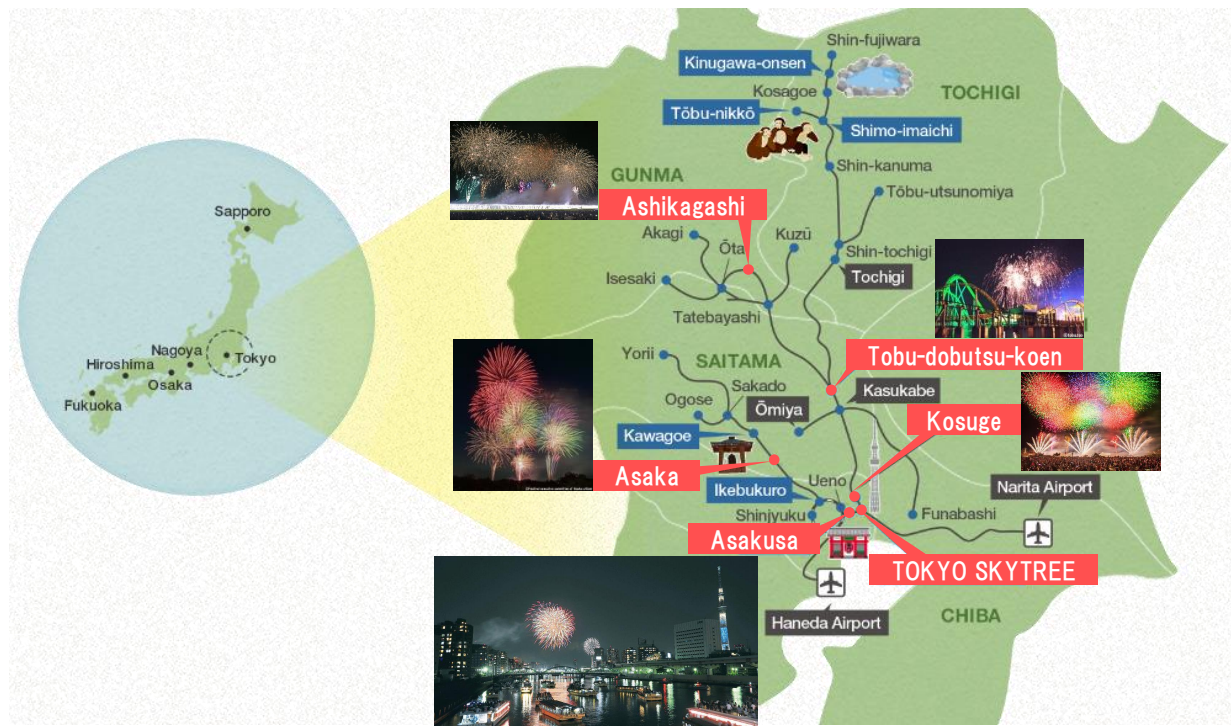 Sapporo
Nagoya
Hiroshima
Tokyo
Osaka
Fukuoka
Shin-fujiwara
Kinugawa-onsen
Kosagoe
TOCHIGI
Tōbu-nikkō
Shimo-imaichi
Shin-kanuma
GUNMA
Tōbu-utsunomiya
Ashikagashi
Akagi
Ōta
Kuzū
Shin-tochigi
Tochigi
Isesaki
Tatebayashi
Yorii
SAITAMA
Tobu-dobutsu-koen
Sakado
Kasukabe
Ogose
Ōmiya
Kosuge
Kawagoe
Asaka
Ueno
Narita Airport
Ikebukuro
Shinjyuku
Funabashi
Asakusa
TOKYO SKYTREE
Haneda Airport
CHIBA